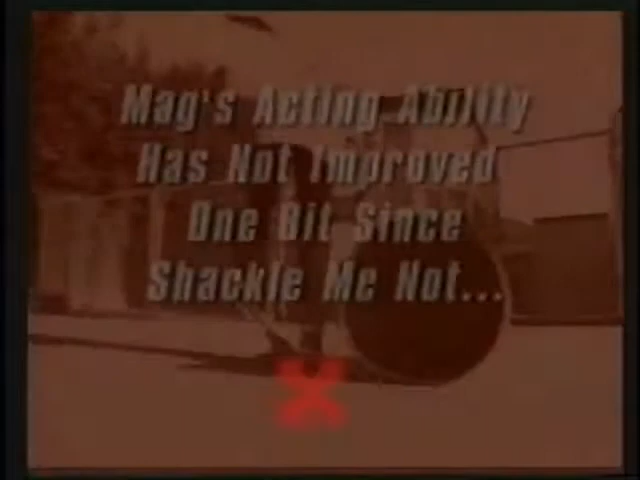 Mag's Acting Ability
Has Not Improved
One Bit Since
Shackle Me Not...
X